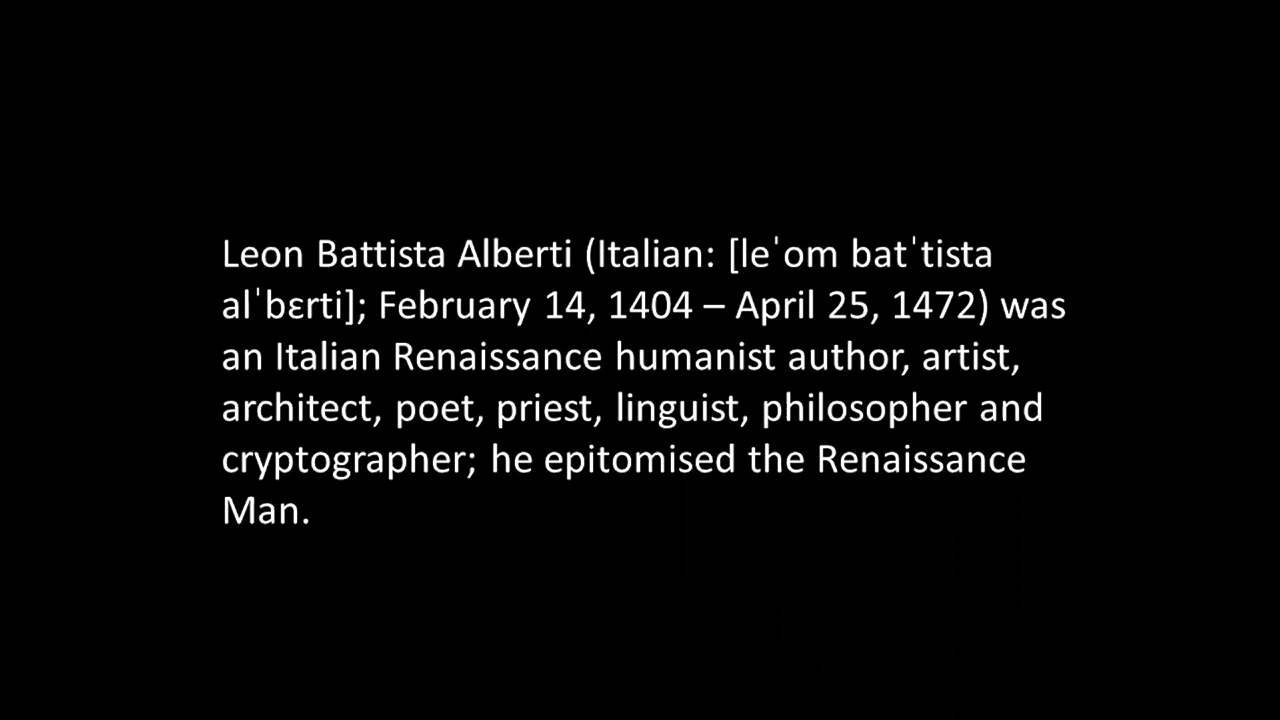 Leon Battista Alberti (Italian: [leˈom batˈtista
alˈbɛrti]; February 14, 1404 – April 25, 1472) was
an Italian Renaissance humanist author, artist,
architect, poet, priest, linguist, philosopher and
cryptographer; he epitomised the Renaissance
Man.